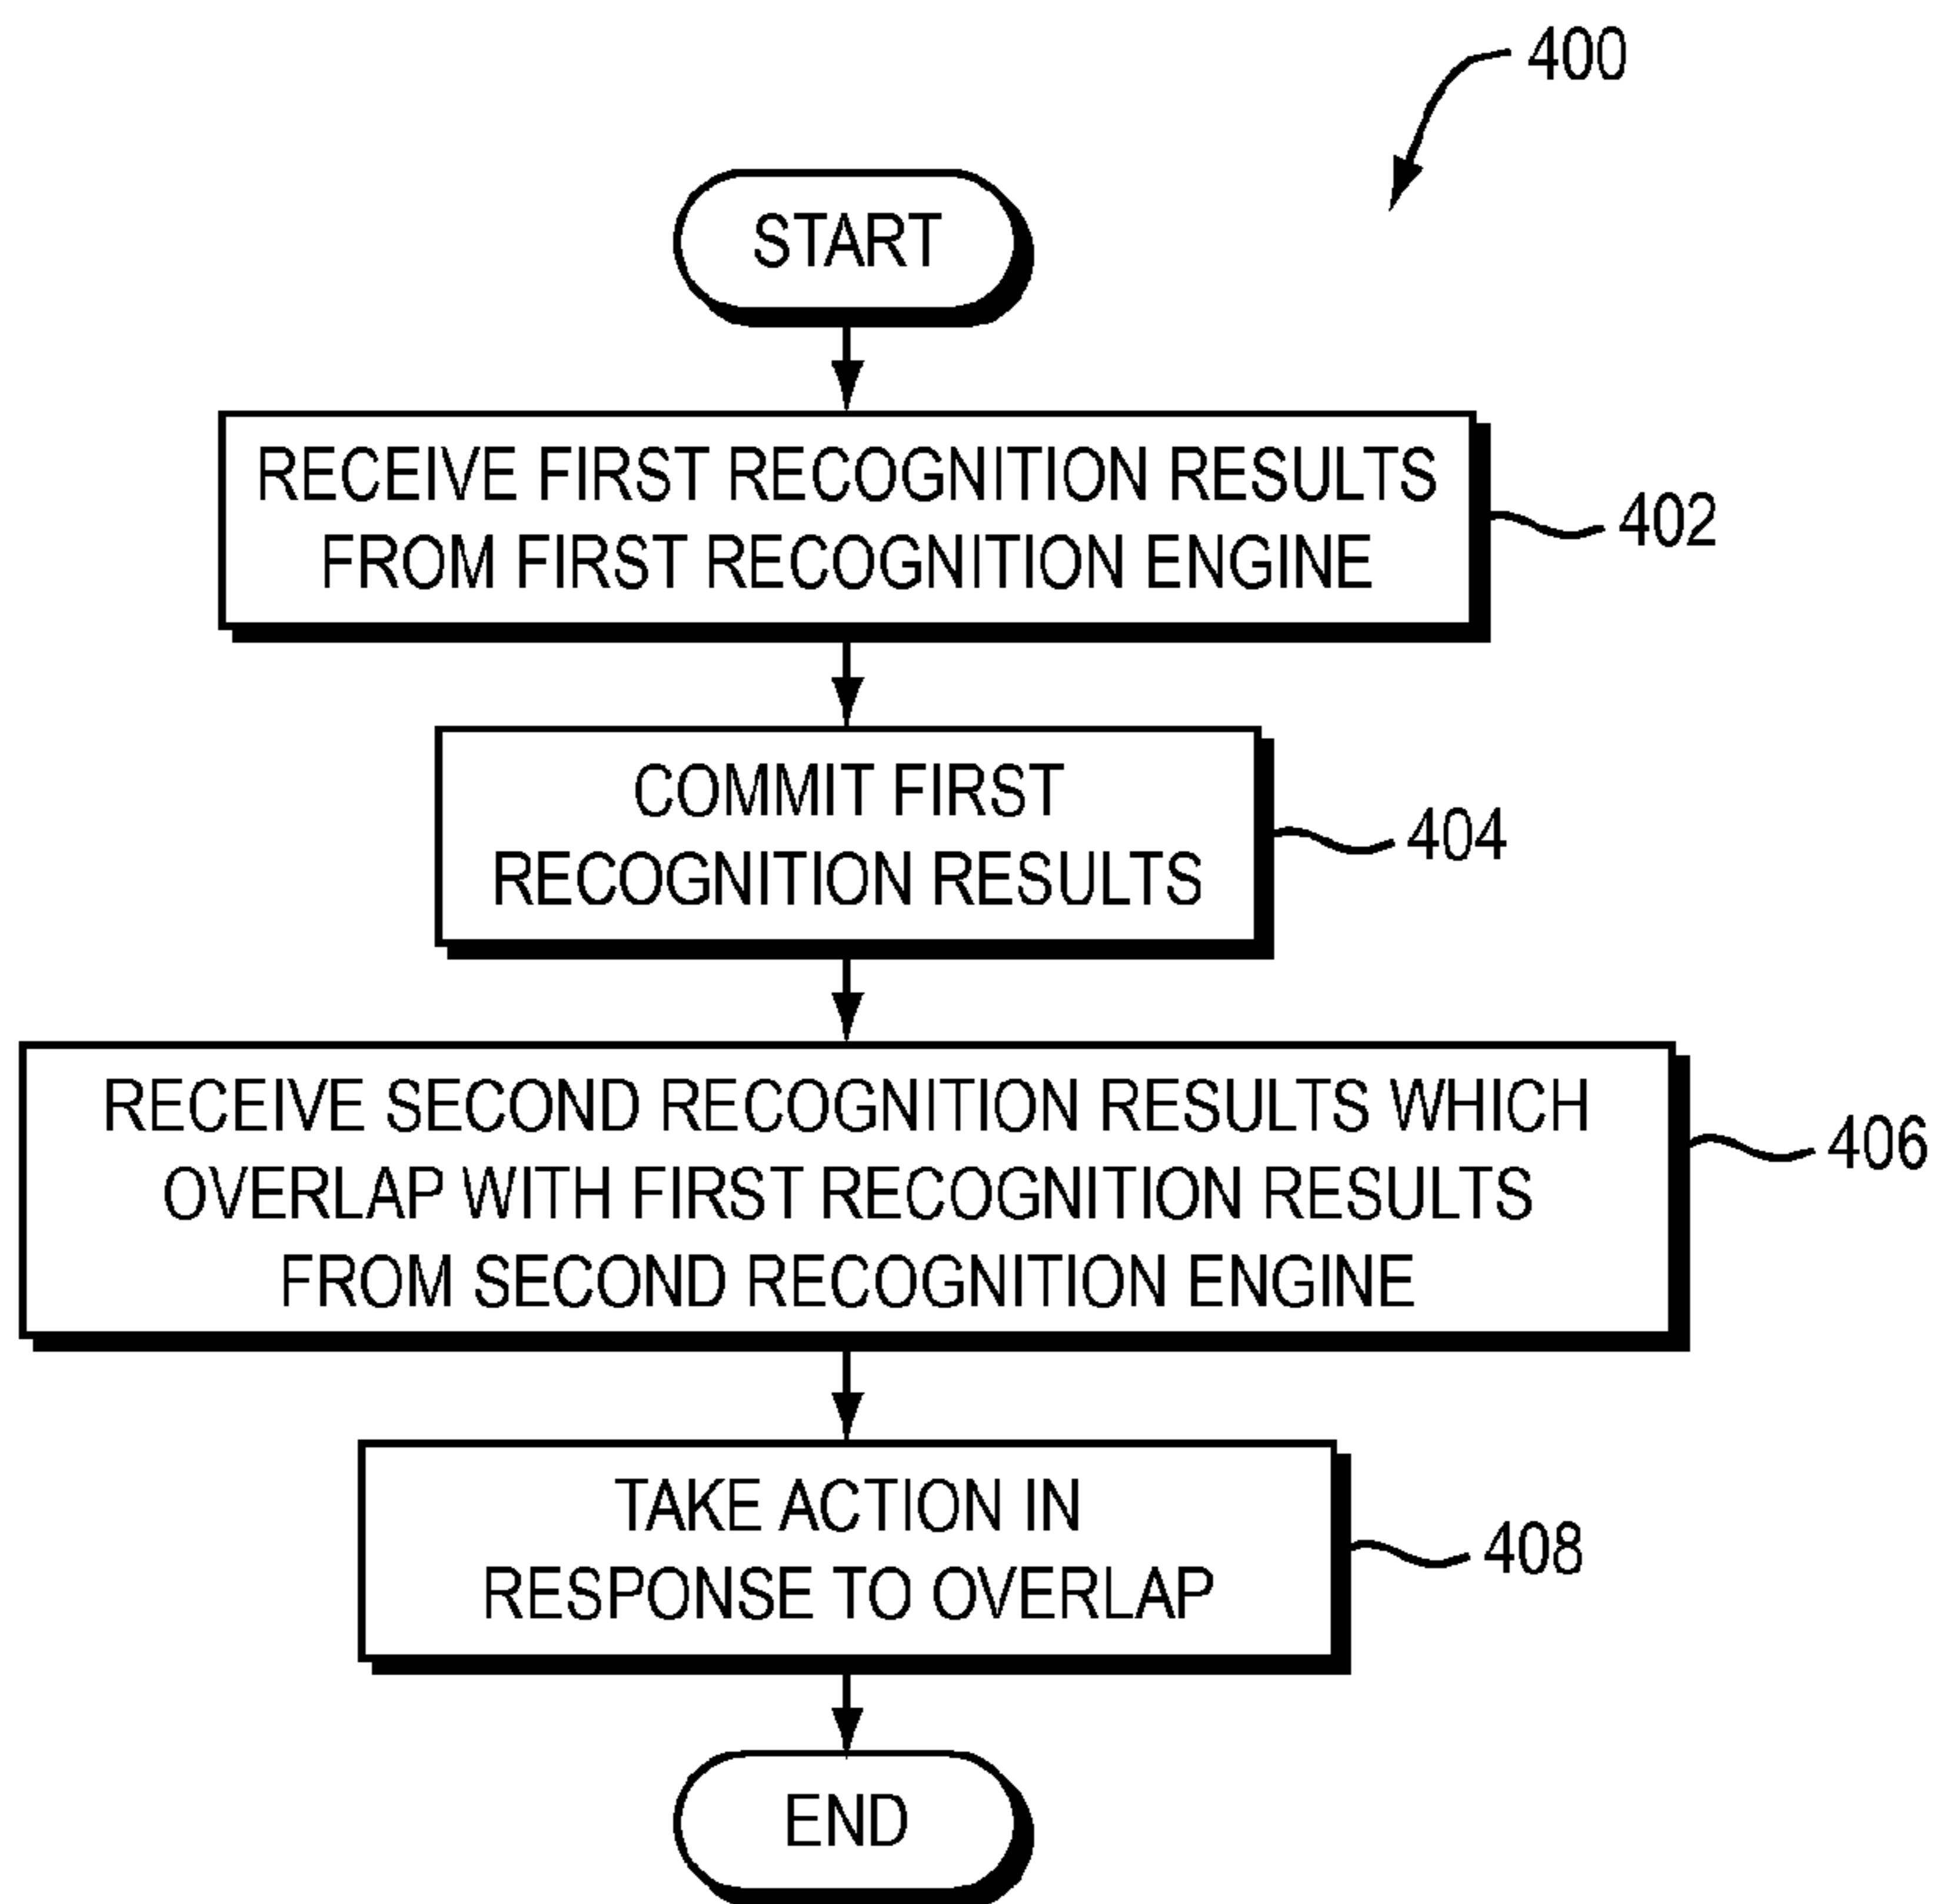 400
START
RECEIVE FIRST RECOGNITION RESULTS
FROM FIRST RECOGNITION ENGINE
402
COMMIT FIRST
RECOGNITION RESULTS
404
RECEIVE SECOND RECOGNITION RESULTS WHICH
OVERLAP WITH FIRST RECOGNITION RESULTS
FROM SECOND RECOGNITION ENGINE
406
TAKE ACTION IN
RESPONSE TO OVERLAP
408
END